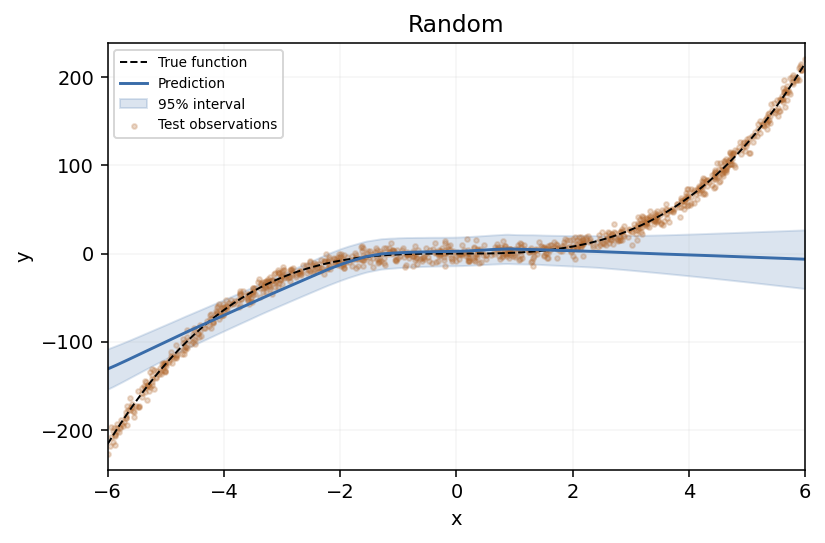 Random
True function
Prediction
95% interval
Test observations
y
200
100
0
−100
−200
−6
−4
−2
0
2
4
6
x